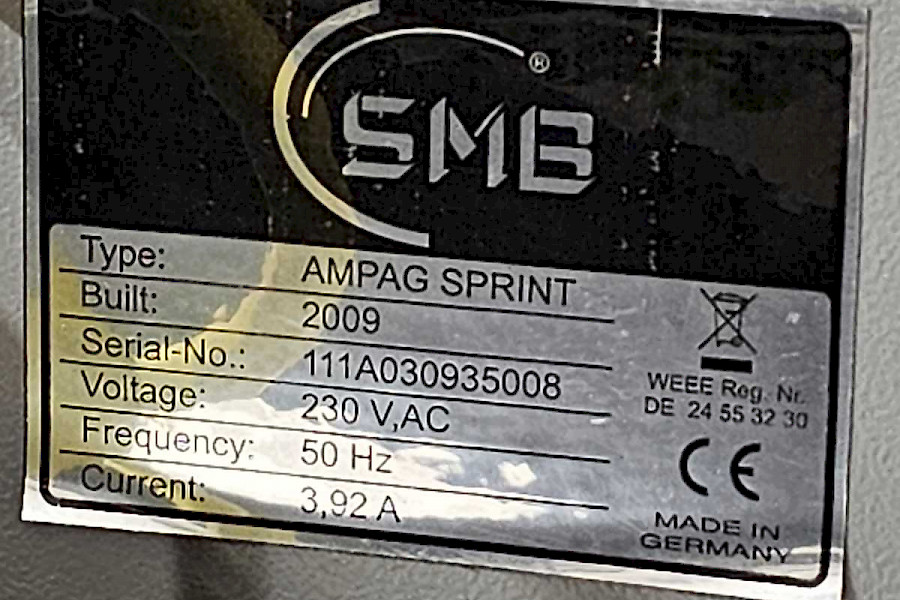 SMB®
Type: AMPAG SPRINT
Built: 2009
Serial-No.: 111A030935008
Voltage: 230 V,AC
Frequency: 50 Hz
Current: 3,92 A
WEEE Reg. Nr.
DE 24 55 32 30
CE
MADE IN
GERMANY